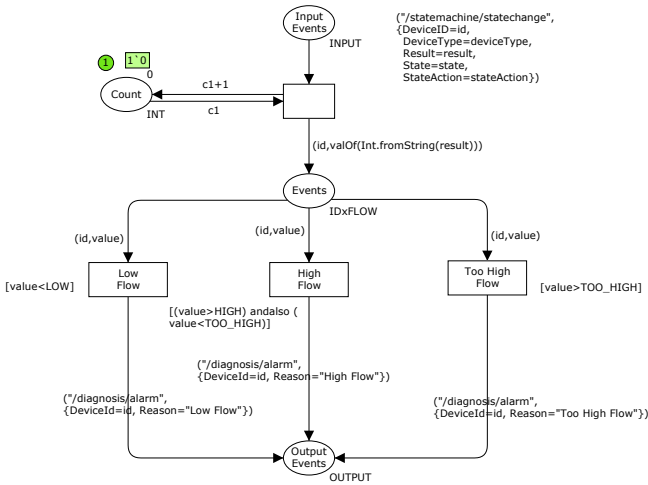 Input
Events
INPUT
("/statemachine/statechange",
{DeviceID=id,
DeviceType=deviceType,
Result=result,
State=state,
StateAction=stateAction})
1
1`0
0
Count
INT
c1+1
c1
(id,valOf(Int.fromString(result)))
Events
IDxFLOW
(id,value)
(id,value)
(id,value)
Low
Flow
[value<LOW]
High
Flow
[(value>HIGH) andalso (
value<TOO_HIGH)]
Too High
Flow
[value>TOO_HIGH]
("/diagnosis/alarm",
{DeviceId=id, Reason="High Flow"})
("/diagnosis/alarm",
{DeviceId=id, Reason="Low Flow"})
("/diagnosis/alarm",
{DeviceId=id, Reason="Too High Flow"})
Output
Events
OUTPUT